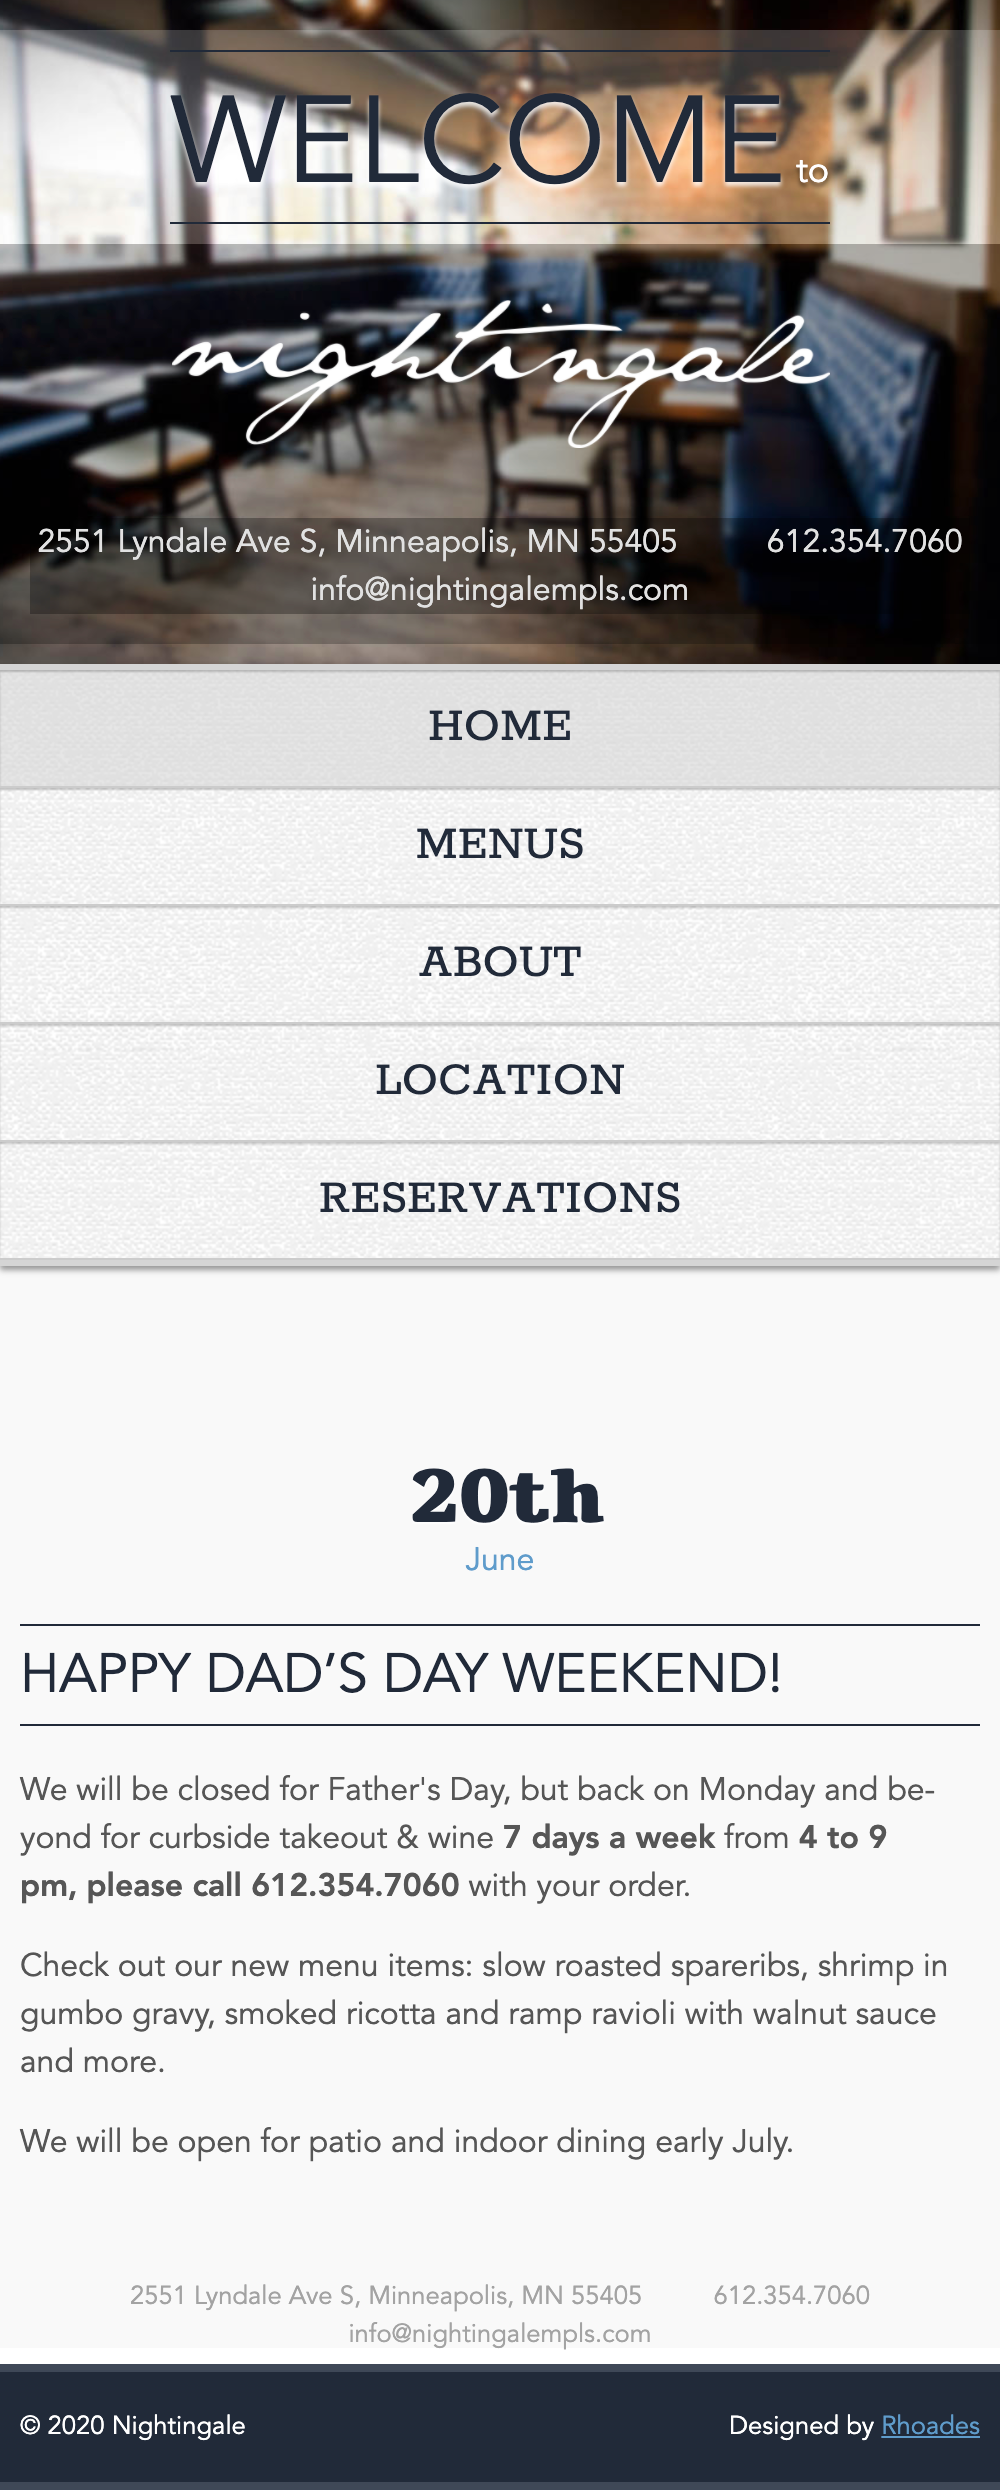 WELCOME to
nightingale
2551 Lyndale Ave S, Minneapolis, MN 55405 612.354.7060
info@nightingalempls.com
HOME
MENUS
ABOUT
LOCATION
RESERVATIONS
20th
June
HAPPY DAD’S DAY WEEKEND!
We will be closed for Father's Day, but back on Monday and be-
yond for curbside takeout & wine 7 days a week from 4 to 9
pm, please call 612.354.7060 with your order.
Check out our new menu items: slow roasted spareribs, shrimp in
gumbo gravy, smoked ricotta and ramp ravioli with walnut sauce
and more.
We will be open for patio and indoor dining early July.
2551 Lyndale Ave S, Minneapolis, MN 55405 612.354.7060
info@nightingalempls.com
© 2020 Nightingale Designed by Rhoades